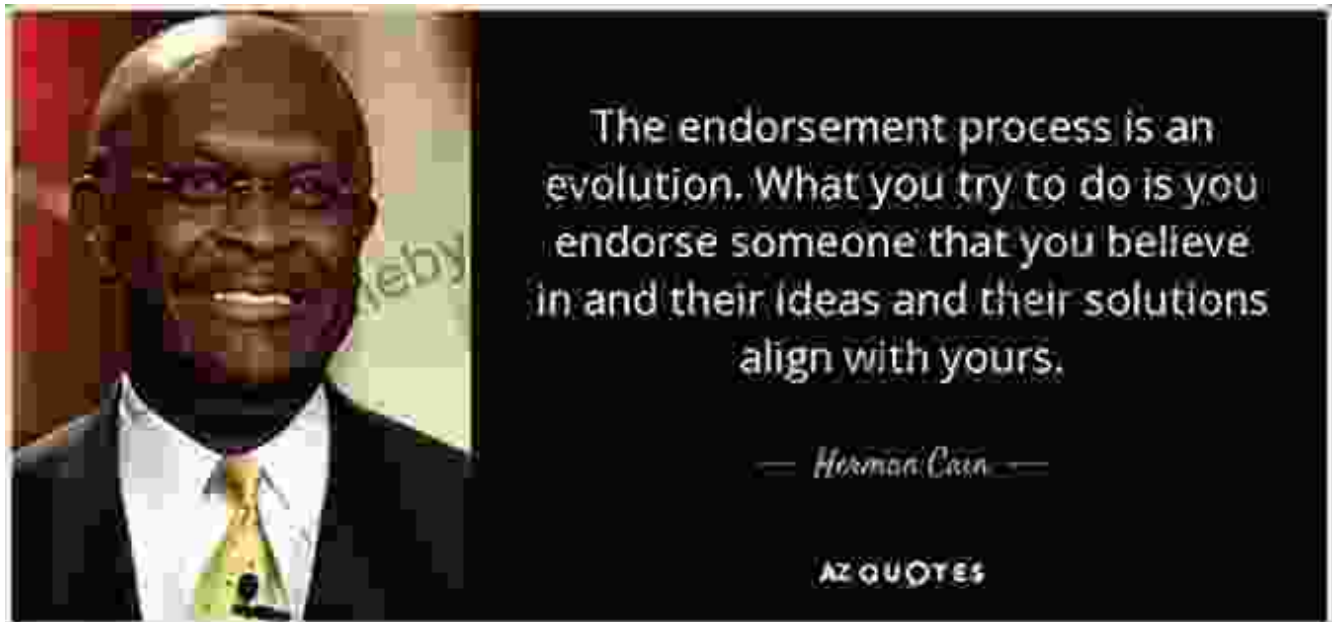 The endorsement process is an
evolution. What you try to do is you
endorse someone that you believe
in and their ideas and their solutions
align with yours.
Herman Cain
AZ QUOTES